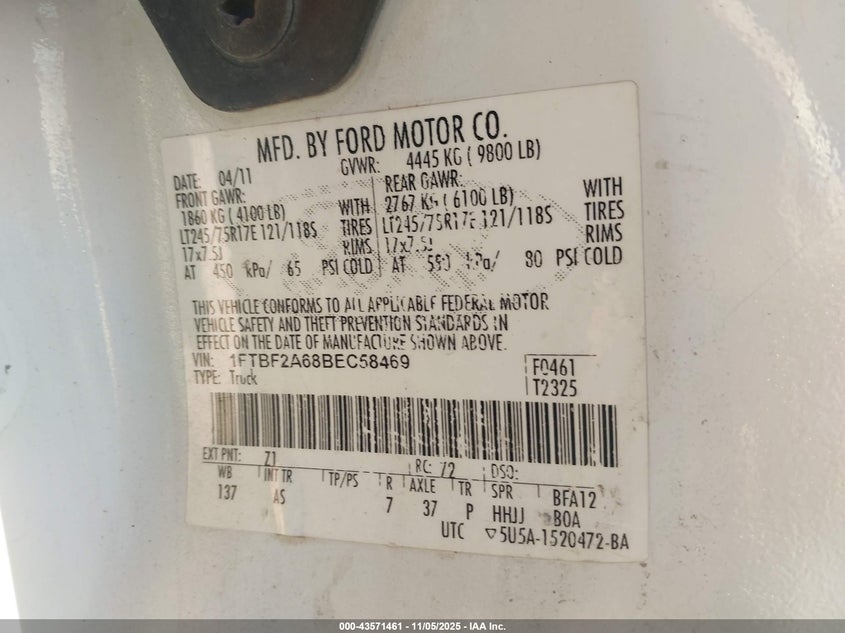 MFD. BY FORD MOTOR CO.
DATE: 04/11 GVWR: 4445 KG ( 9800 LB)
FRONT GAWR: REAR GAWR:
1860 KG ( 4100 LB) WITH 2767 KG ( 6100 LB) WITH
LT245/75R17E 121/118S TIRES LT245/75R17E 121/118S TIRES
17x7.5J RIMS 17x7.5J RIMS
AT 450 kPa/ 65 PSI COLD AT 550 kPa/ 80 PSI COLD
THIS VEHICLE CONFORMS TO ALL APPLICABLE FEDERAL MOTOR
VEHICLE SAFETY AND THEFT PREVENTION STANDARDS IN
EFFECT ON THE DATE OF MANUFACTURE SHOWN ABOVE.
VIN: 1FTBF2A68BEC58469 F0461
TYPE: Truck T2325
EXT PNT: Z1 RC: 72 DSO:
WB INT TR TP/PS R AXLE TR SPR BFA12
137 AS 7 37 P HHJJ BOA
UTC ▽5U5A-1520472-BA
000-43571461 | 11/05/2025 - IAA Inc.